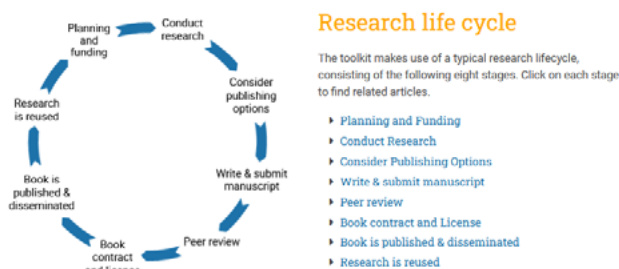 Planning
and
funding
Conduct
research
Consider
publishing
options
Write & submit
manuscript
Peer review
Book
contract
and licence
Book is
published &
disseminated
Research
is reused
Research life cycle
The toolkit makes use of a typical research lifecycle,
consisting of the following eight stages. Click on each stage
to find related articles.
Planning and Funding
Conduct Research
Consider Publishing Options
Write & submit manuscript
Peer review
Book contract and License
Book is published & disseminated
Research is reused